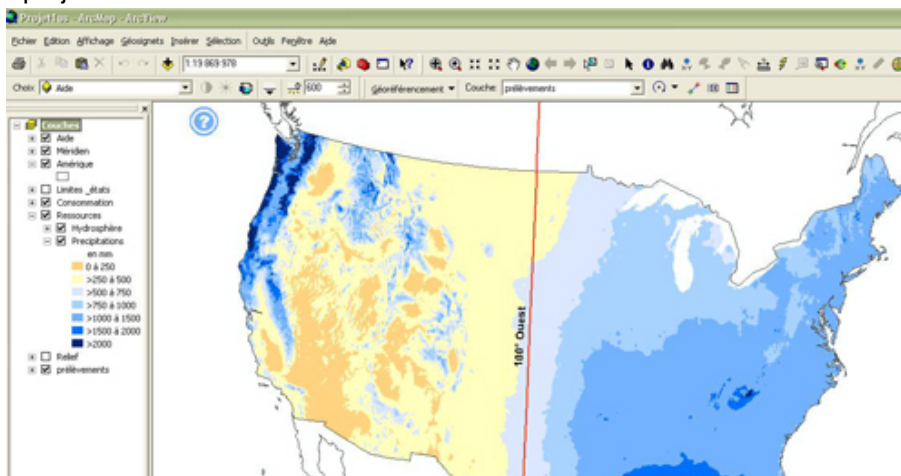 Projet1us - ArcMap - ArcView
Fichier Edition Affichage Géosignets Insérer Sélection Outils Fenêtre Aide
1:19 869 978
Choix Aide 600 Géoréférencement Couche: prélèvements
Couches
Aide
Méridien
Amérique
Limites _états
Consommation
Ressources
Hydrosphère
Precipitations
en mm
0 à 250
>250 à 500
>500 à 750
>750 à 1000
>1000 à 1500
>1500 à 2000
>2000
Relief
prélèvements
?
100° Ouest